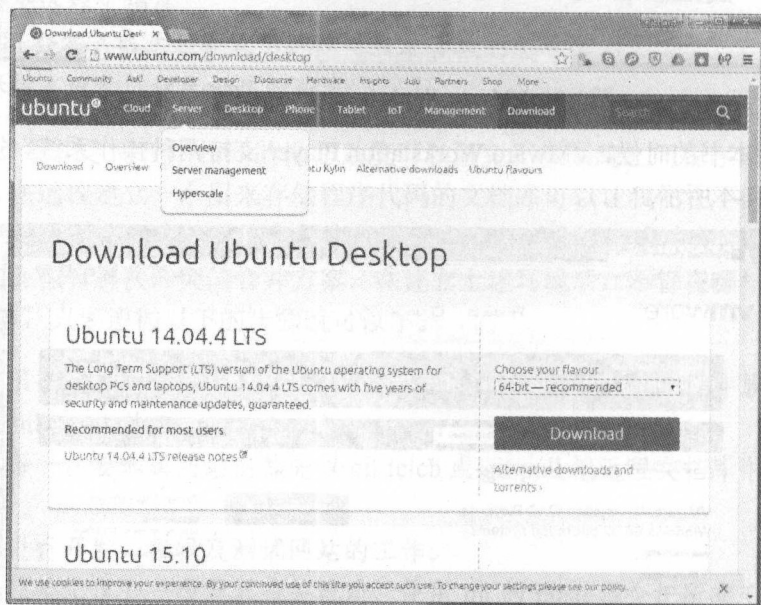 Download Ubuntu Desk
www.ubuntu.com/download/desktop
Ubuntu Community Ask! Developer Design Discourse Hardware Insights Juju Partners Shop More
ubuntu® Cloud Server Desktop Phone Tablet IoT Management Download Search
Overview
Server management
Hyperscale
Download Overview tu Kylin Alternative downloads Ubuntu Flavours
Download Ubuntu Desktop
Ubuntu 14.04.4 LTS
The Long Term Support (LTS) version of the Ubuntu operating system for
desktop PCs and laptops, Ubuntu 14.04.4 LTS comes with five years of
security and maintenance updates, guaranteed.
Recommended for most users.
Ubuntu 14.04.4 LTS release notes
Choose your flavour
64-bit — recommended
Download
Alternative downloads and
torrents ›
Ubuntu 15.10
We use cookies to improve your experience. By your continued use of this site you accept such use. To change your settings please see our policy.